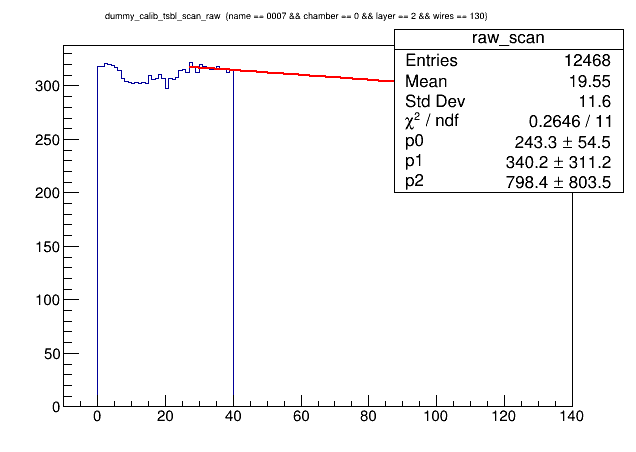 dummy_calib_tsbl_scan_raw (name == 0007 && chamber == 0 && layer == 2 && wires == 130)
raw_scan
Entries 12468
Mean 19.55
Std Dev 11.6
χ² / ndf 0.2646 / 11
p0 243.3 ± 54.5
p1 340.2 ± 311.2
p2 798.4 ± 803.5
300
250
200
150
100
50
0
0 20 40 60 80 100 120 140